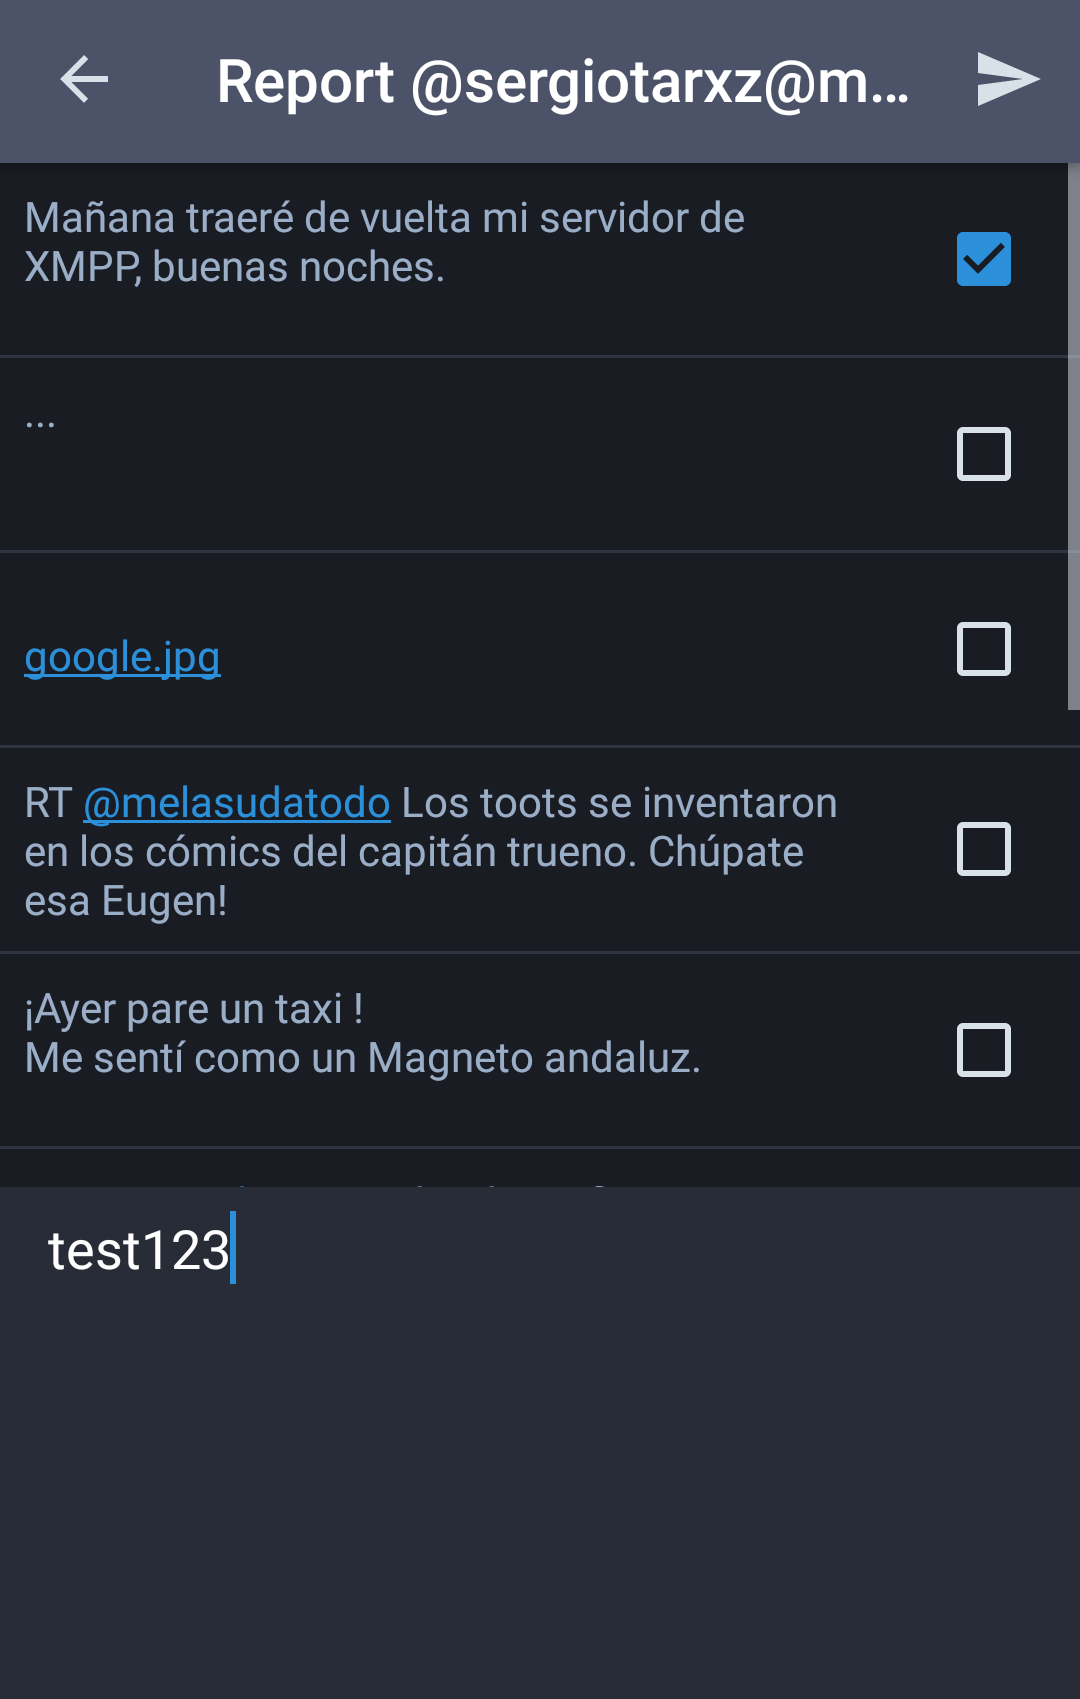 Report @sergiotarxz@m...
Mañana traeré de vuelta mi servidor de
XMPP, buenas noches.
...
google.jpg
RT @melasudatodo Los toots se inventaron
en los cómics del capitán trueno. Chúpate
esa Eugen!
¡Ayer pare un taxi !
Me sentí como un Magneto andaluz.
test123